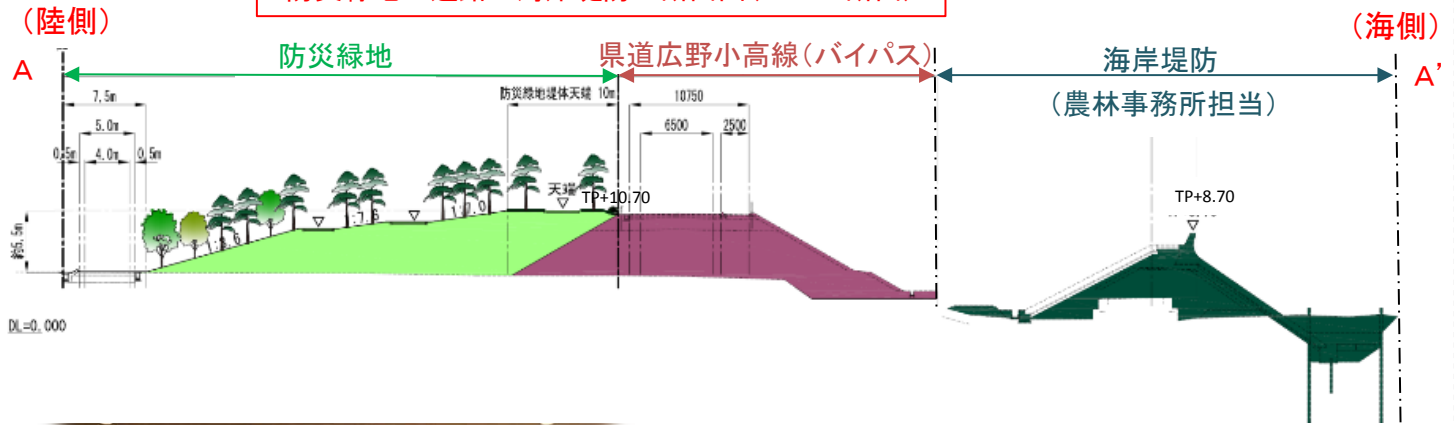 (陸側)
(海側)
A
防災緑地
県道広野小高線(バイパス)
海岸堤防
A’
(農林事務所担当)
7,5m
防災緑地堤体天端 10m
10750
5.0m
6500
2500
0,5m
4.0m
0,5m
天端
TP+10.70
TP+8.70
約5,5m
DL=0,000